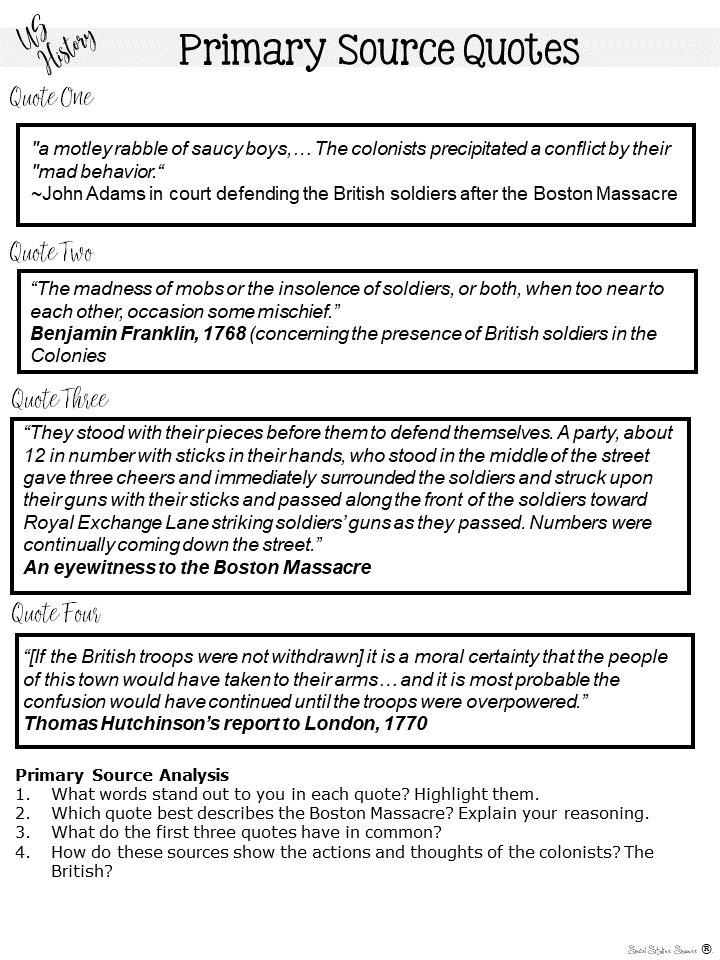 US
History
Primary Source Quotes
Quote One
"a motley rabble of saucy boys,… The colonists precipitated a conflict by their
"mad behavior.“
~John Adams in court defending the British soldiers after the Boston Massacre
Quote Two
“The madness of mobs or the insolence of soldiers, or both, when too near to
each other, occasion some mischief.”
Benjamin Franklin, 1768 (concerning the presence of British soldiers in the
Colonies
Quote Three
“They stood with their pieces before them to defend themselves. A party, about
12 in number with sticks in their hands, who stood in the middle of the street
gave three cheers and immediately surrounded the soldiers and struck upon
their guns with their sticks and passed along the front of the soldiers toward
Royal Exchange Lane striking soldiers’ guns as they passed. Numbers were
continually coming down the street.”
An eyewitness to the Boston Massacre
Quote Four
“[If the British troops were not withdrawn] it is a moral certainty that the people
of this town would have taken to their arms… and it is most probable the
confusion would have continued until the troops were overpowered.”
Thomas Hutchinson’s report to London, 1770
Primary Source Analysis
1. What words stand out to you in each quote? Highlight them.
2. Which quote best describes the Boston Massacre? Explain your reasoning.
3. What do the first three quotes have in common?
4. How do these sources show the actions and thoughts of the colonists? The
British?
Social Studies ®